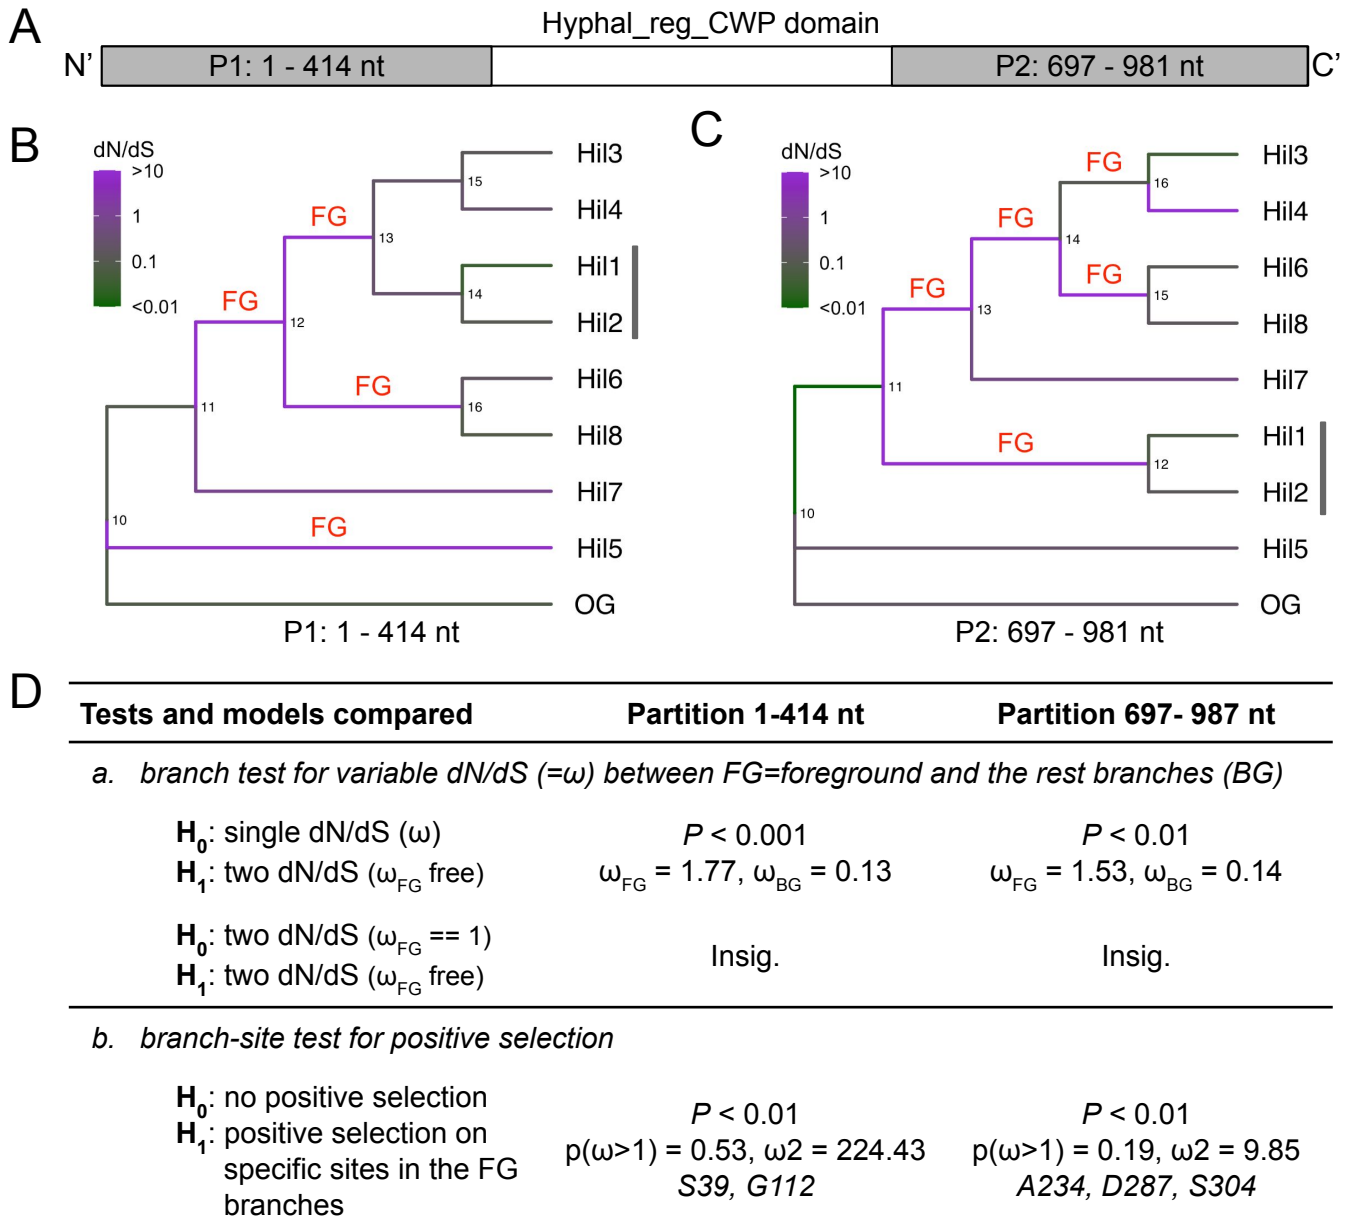 A
Hyphal_reg_CWP domain
N’ P1: 1 - 414 nt P2: 697 - 981 nt C’
B
dN/dS
>10
1
0.1
<0.01
FG
FG
FG
FG
10
11
12
13
14
15
16
Hil3
Hil4
Hil1
Hil2
Hil6
Hil8
Hil7
Hil5
OG
P1: 1 - 414 nt
C
dN/dS
>10
1
0.1
<0.01
FG
FG
FG
FG
FG
10
11
12
13
14
15
16
Hil3
Hil4
Hil6
Hil8
Hil7
Hil1
Hil2
Hil5
OG
P2: 697 - 981 nt
D
Tests and models compared Partition 1-414 nt Partition 697- 987 nt
a. branch test for variable dN/dS (=ω) between FG=foreground and the rest branches (BG)
H0: single dN/dS (ω) P < 0.001 P < 0.01
H1: two dN/dS (ωFG free) ωFG = 1.77, ωBG = 0.13 ωFG = 1.53, ωBG = 0.14
H0: two dN/dS (ωFG == 1)
Insig. Insig.
H1: two dN/dS (ωFG free)
b. branch-site test for positive selection
H0: no positive selection P < 0.01 P < 0.01
H1: positive selection on p(ω>1) = 0.53, ω2 = 224.43 p(ω>1) = 0.19, ω2 = 9.85
specific sites in the FG S39, G112 A234, D287, S304
branches